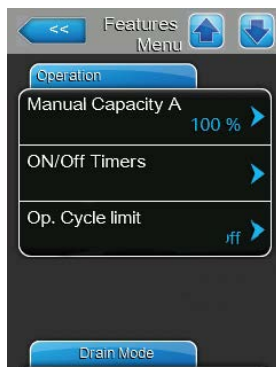 <<
Features
Menu
Operation
Manual Capacity A
100 %
ON/Off Timers
Op. Cycle limit
Drain Mode